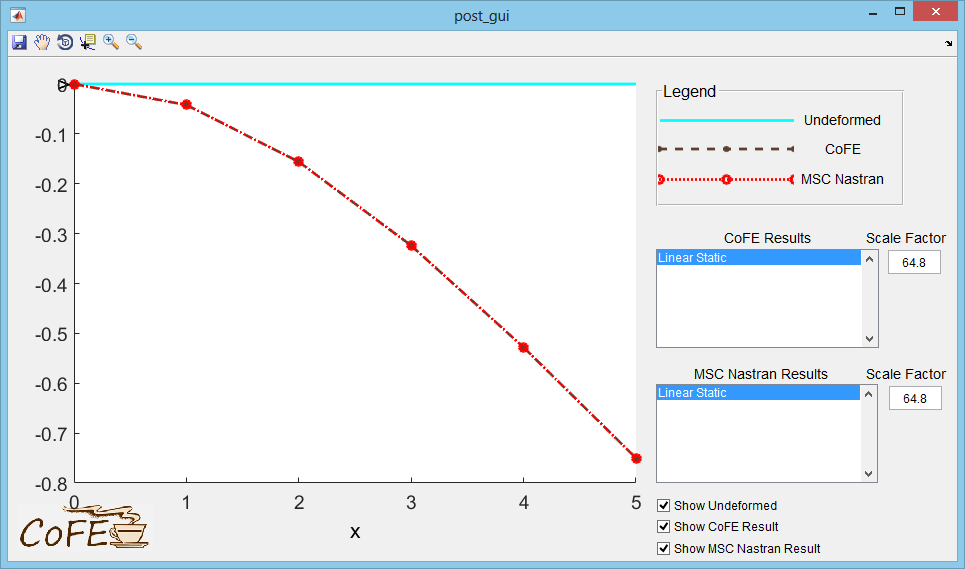 post_gui
0
-0.1
-0.2
-0.3
-0.4
-0.5
-0.6
-0.7
-0.8
0 1 2 3 4 5
x
CoFE
Legend
Undeformed
CoFE
MSC Nastran
CoFE Results Scale Factor
Linear Static 64.8
MSC Nastran Results Scale Factor
Linear Static 64.8
Show Undeformed
Show CoFE Result
Show MSC Nastran Result